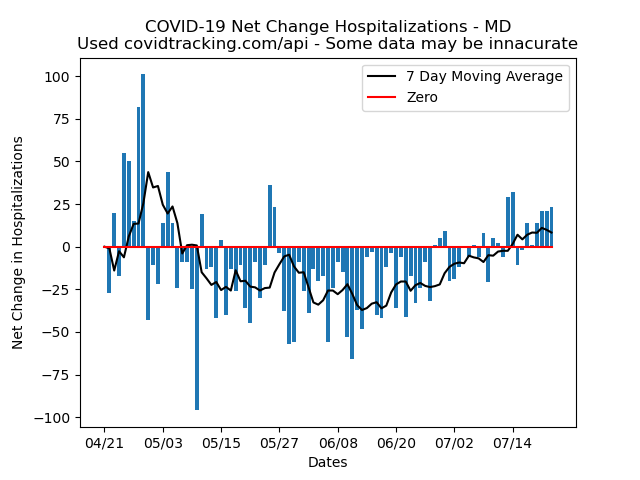 COVID-19 Net Change Hospitalizations - MD
Used covidtracking.com/api - Some data may be innacurate
7 Day Moving Average
Zero
Net Change in Hospitalizations
100
75
50
25
0
−25
−50
−75
−100
04/21 05/03 05/15 05/27 06/08 06/20 07/02 07/14
Dates